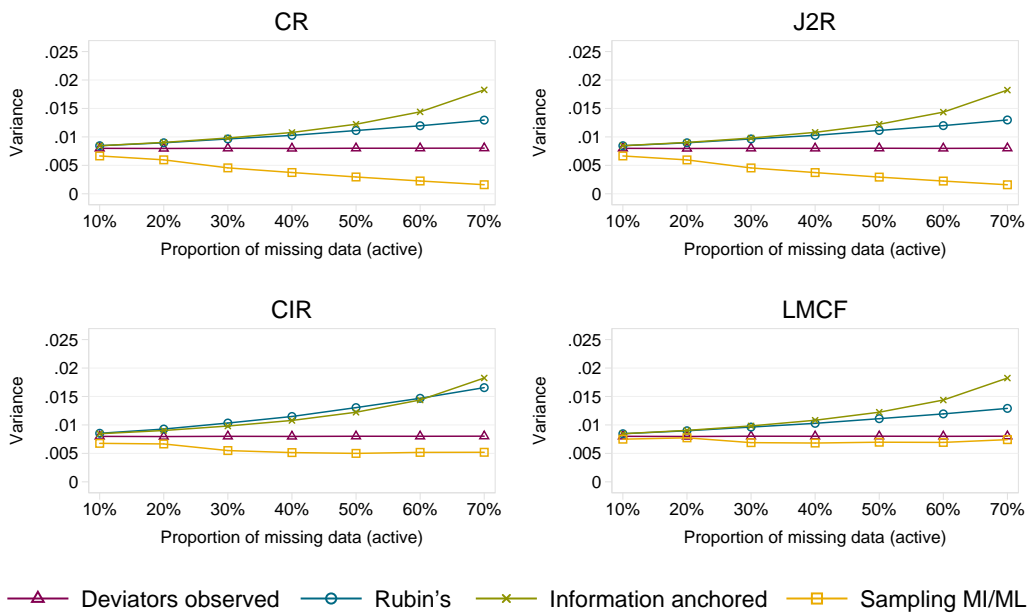 CR
Variance
.025
.02
.015
.01
.005
0
10% 20% 30% 40% 50% 60% 70%
Proportion of missing data (active)
J2R
Variance
.025
.02
.015
.01
.005
0
10% 20% 30% 40% 50% 60% 70%
Proportion of missing data (active)
CIR
Variance
.025
.02
.015
.01
.005
0
10% 20% 30% 40% 50% 60% 70%
Proportion of missing data (active)
LMCF
Variance
.025
.02
.015
.01
.005
0
10% 20% 30% 40% 50% 60% 70%
Proportion of missing data (active)
Deviators observed Rubin's Information anchored Sampling MI/ML